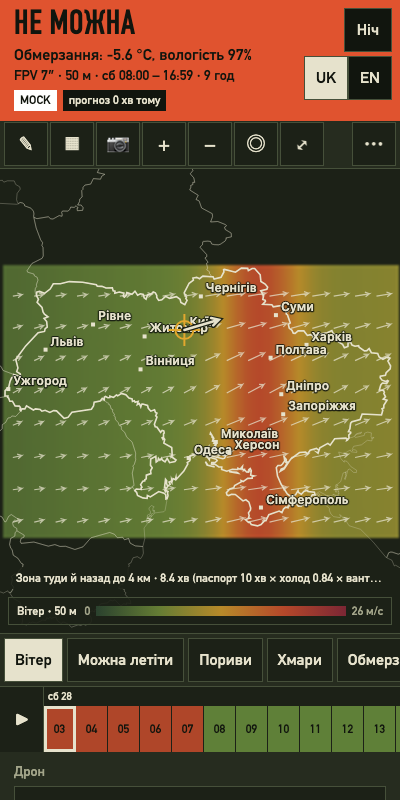 НЕ МОЖНА
Ніч
Обмерзання: -5.6 °C, вологість 97%
FPV 7″ · 50 м · сб 08:00 – 16:59 · 9 год
UK EN
МОСК прогноз 0 хв тому
Чернігів
Суми
Рівне
Київ
Житомир
Харків
Львів
Полтава
Вінниця
Ужгород
Дніпро
Запоріжжя
Миколаїв
Одеса Херсон
Сімферополь
Зона туди й назад до 4 км · 8.4 хв (паспорт 10 хв × холод 0.84 × вант…
Вітер · 50 м 0 26 м/с
Вітер Можна летіти Пориви Хмари Обмерз
сб 28
03 04 05 06 07 08 09 10 11 12 13
Дрон